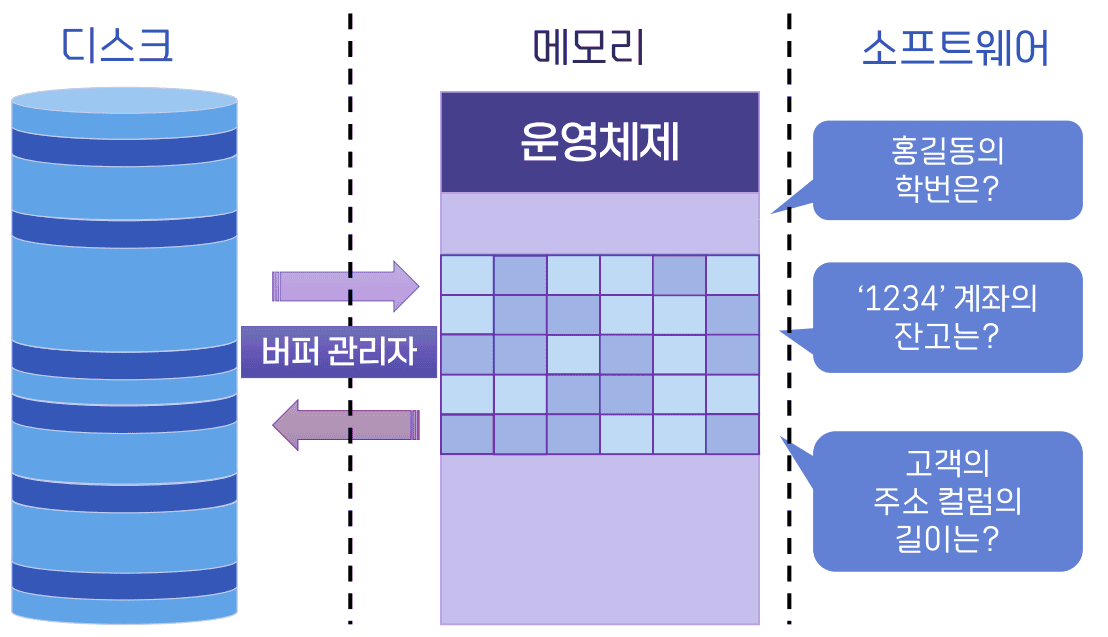 디스크
메모리
소프트웨어
운영체제
버퍼 관리자
홍길동의
학번은?
‘1234’ 계좌의
잔고는?
고객의
주소 컬럼의
길이는?